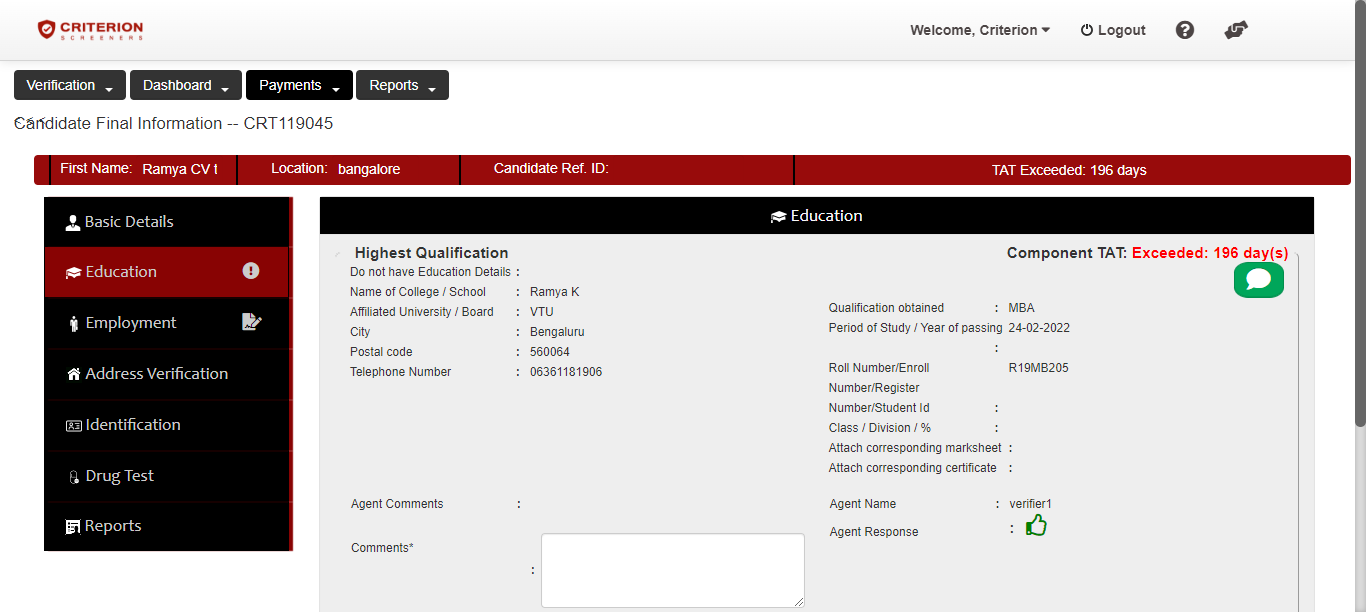 CRITERION
SCREENERS
Welcome, Criterion
Logout
Verification
Dashboard
Payments
Reports
Candidate Final Information -- CRT119045
First Name: Ramya CV t
Location: bangalore
Candidate Ref. ID:
TAT Exceeded: 196 days
Basic Details
Education
Employment
Address Verification
Identification
Drug Test
Reports
Education
Highest Qualification
Component TAT: Exceeded: 196 day(s)
Do not have Education Details :
Name of College / School : Ramya K
Affiliated University / Board : VTU
City : Bengaluru
Postal code : 560064
Telephone Number : 06361181906
Qualification obtained : MBA
Period of Study / Year of passing 24-02-2022
:
Roll Number/Enroll R19MB205
Number/Register
Number/Student Id :
Class / Division / % :
Attach corresponding marksheet :
Attach corresponding certificate :
Agent Comments :
Agent Name : verifier1
Agent Response :
Comments* :